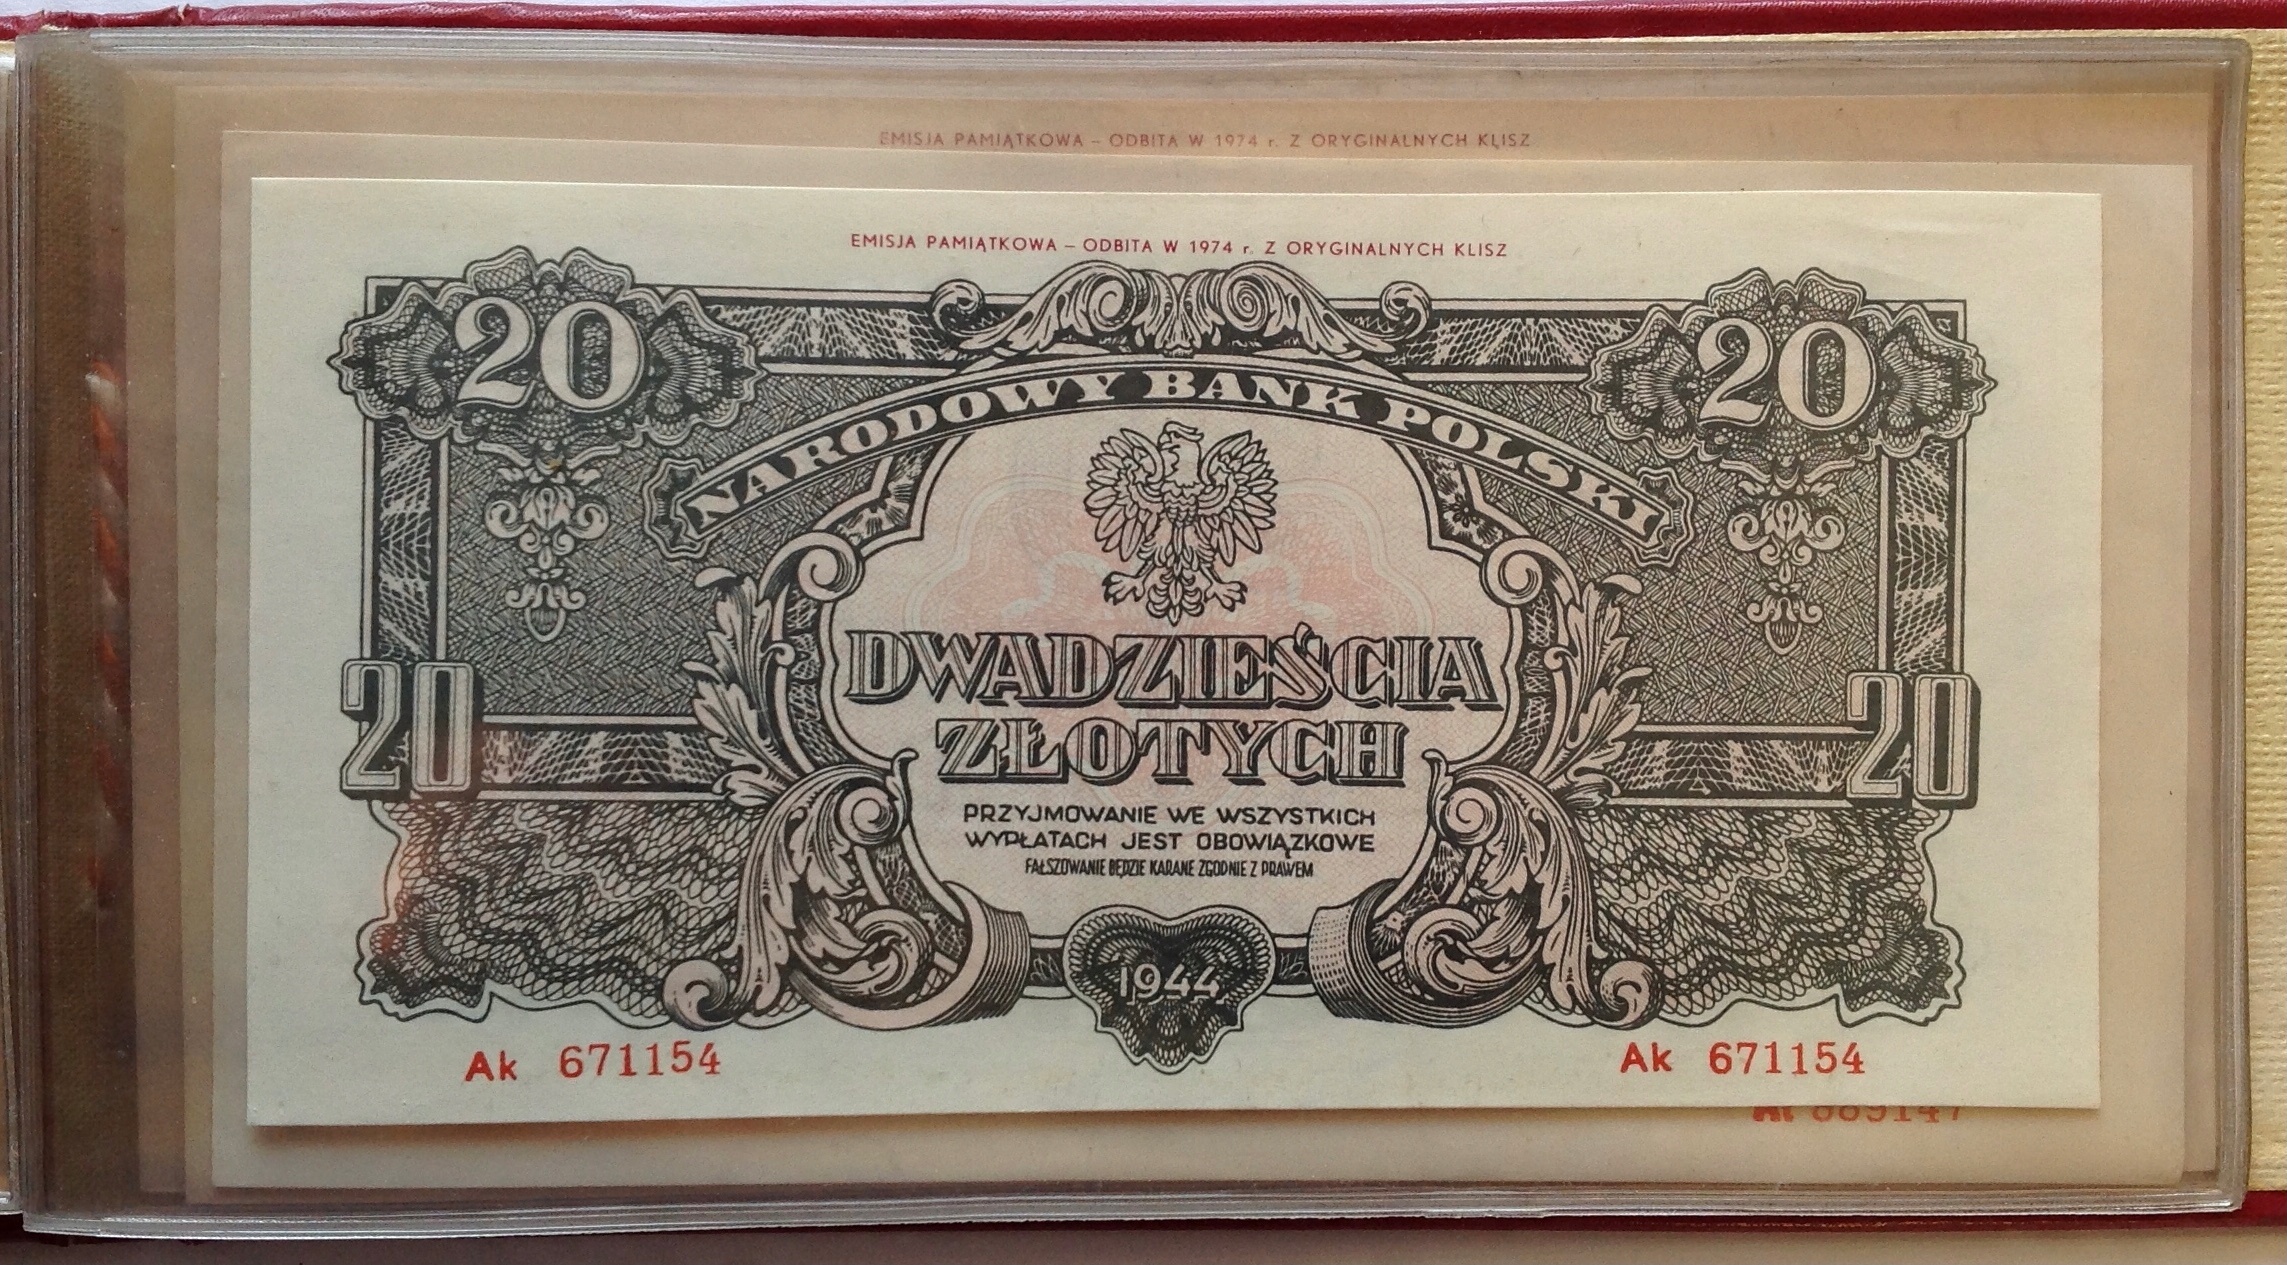 EMISJA PAMIĄTKOWA – ODBITA W 1974 r. Z ORYGINALNYCH KLISZ
EMISJA PAMIĄTKOWA – ODBITA W 1974 r. Z ORYGINALNYCH KLISZ
20 20
NARODOWY BANK POLSKI
DWADZIEŚCIA
ZŁOTYCH
20 20
PRZYJMOWANIE WE WSZYSTKICH
WYPŁATACH JEST OBOWIĄZKOWE
FAŁSZOWANIE BĘDZIE KARANE ZGODNIE Z PRAWEM
1944
Ak 671154 Ak 671154